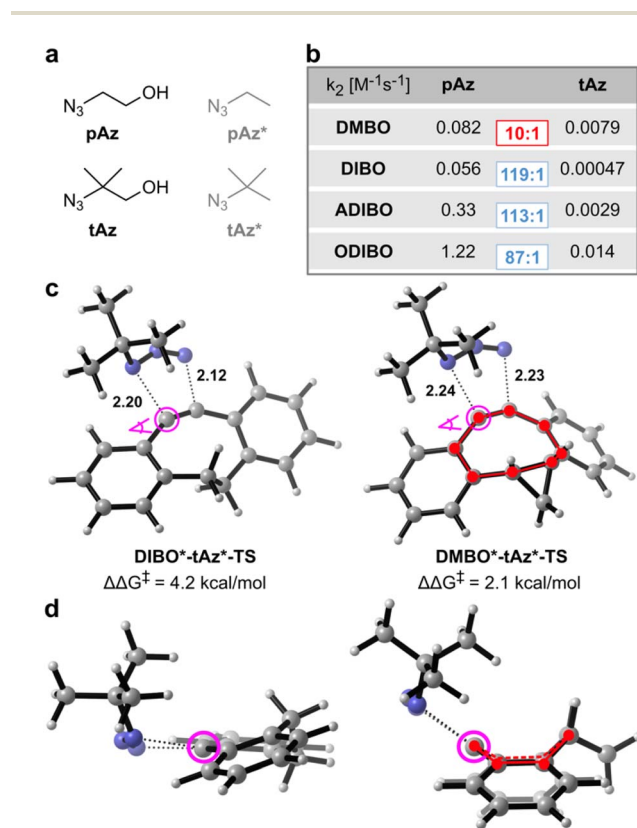 a
b
N₃ OH
pAz
N₃
pAz*
N₃ OH
tAz
N₃
tAz*
k₂ [M⁻¹s⁻¹] pAz tAz
DMBO 0.082 10:1 0.0079
DIBO 0.056 119:1 0.00047
ADIBO 0.33 113:1 0.0029
ODIBO 1.22 87:1 0.014
c
2.20 2.12
A
DIBO*-tAz*-TS
ΔΔG‡ = 4.2 kcal/mol
2.24 2.23
A
DMBO*-tAz*-TS
ΔΔG‡ = 2.1 kcal/mol
d